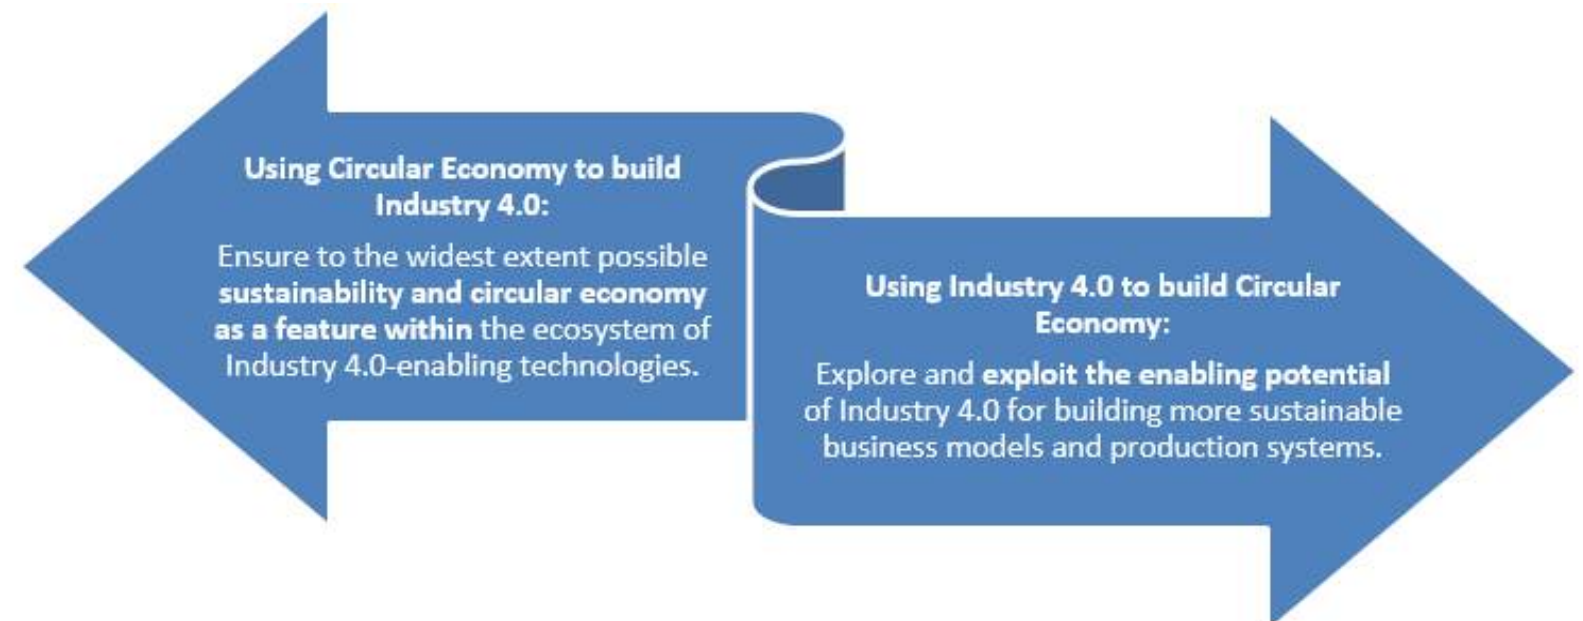 Using Circular Economy to build
Industry 4.0:
Ensure to the widest extent possible
sustainability and circular economy
as a feature within the ecosystem of
Industry 4.0-enabling technologies.
Using Industry 4.0 to build Circular
Economy:
Explore and exploit the enabling potential
of Industry 4.0 for building more sustainable
business models and production systems.